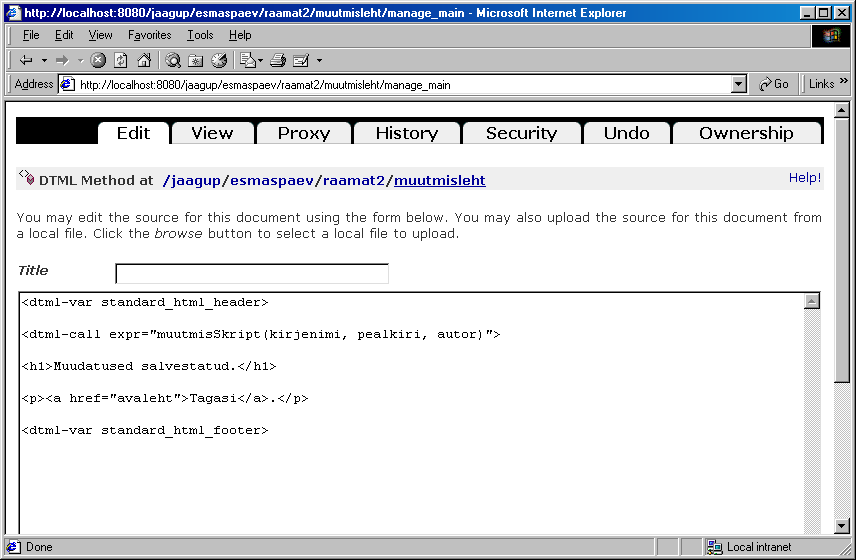 http://localhost:8080/jaagup/esmaspaev/raamat2/muutmisleht/manage_main - Microsoft Internet Explorer
File Edit View Favorites Tools Help
Address http://localhost:8080/jaagup/esmaspaev/raamat2/muutmisleht/manage_main Go Links »
Edit View Proxy History Security Undo Ownership
DTML Method at /jaagup/esmaspaev/raamat2/muutmisleht Help!
You may edit the source for this document using the form below. You may also upload the source for this document from
a local file. Click the browse button to select a local file to upload.
Title
<dtml-var standard_html_header>
<dtml-call expr="muutmisSkript(kirjenimi, pealkiri, autor)">
<h1>Muudatused salvestatud.</h1>
<p><a href="avaleht">Tagasi</a>.</p>
<dtml-var standard_html_footer>
Done Local intranet